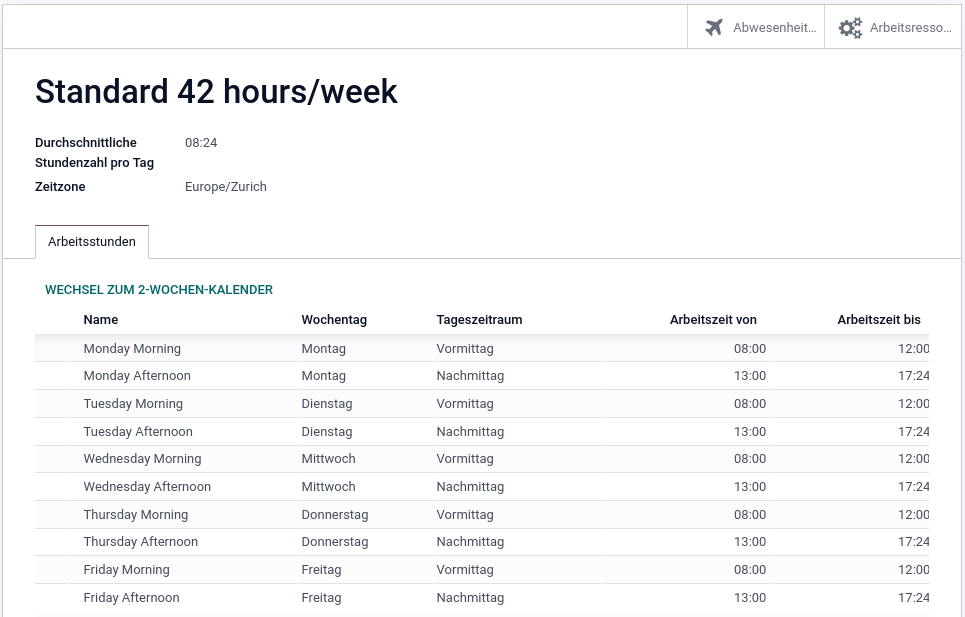 Abwesenheit... Arbeitsresso...
Standard 42 hours/week
Durchschnittliche 08:24
Stundenzahl pro Tag
Zeitzone Europe/Zurich
Arbeitsstunden
WECHSEL ZUM 2-WOCHEN-KALENDER
Name Wochentag Tageszeitraum Arbeitszeit von Arbeitszeit bis
Monday Morning Montag Vormittag 08:00 12:00
Monday Afternoon Montag Nachmittag 13:00 17:24
Tuesday Morning Dienstag Vormittag 08:00 12:00
Tuesday Afternoon Dienstag Nachmittag 13:00 17:24
Wednesday Morning Mittwoch Vormittag 08:00 12:00
Wednesday Afternoon Mittwoch Nachmittag 13:00 17:24
Thursday Morning Donnerstag Vormittag 08:00 12:00
Thursday Afternoon Donnerstag Nachmittag 13:00 17:24
Friday Morning Freitag Vormittag 08:00 12:00
Friday Afternoon Freitag Nachmittag 13:00 17:24